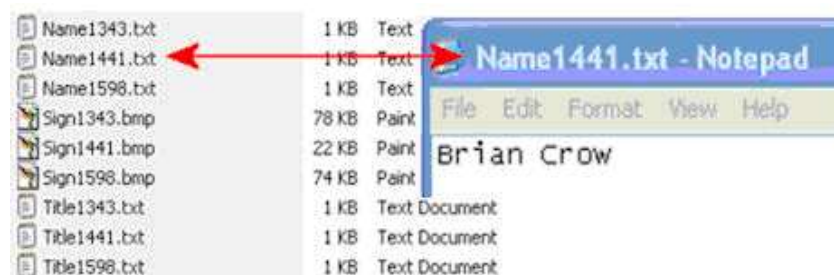 Name1343.txt 1 KB Text
Name1441.txt 1 KB Text
Name1598.txt 1 KB Text
Sign1343.bmp 78 KB Paint
Sign1441.bmp 22 KB Paint
Sign1598.bmp 74 KB Paint
Title1343.txt 1 KB Text Document
Title1441.txt 1 KB Text Document
Title1598.txt 1 KB Text Document
Name1441.txt - Notepad
File Edit Format View Help
Brian Crow